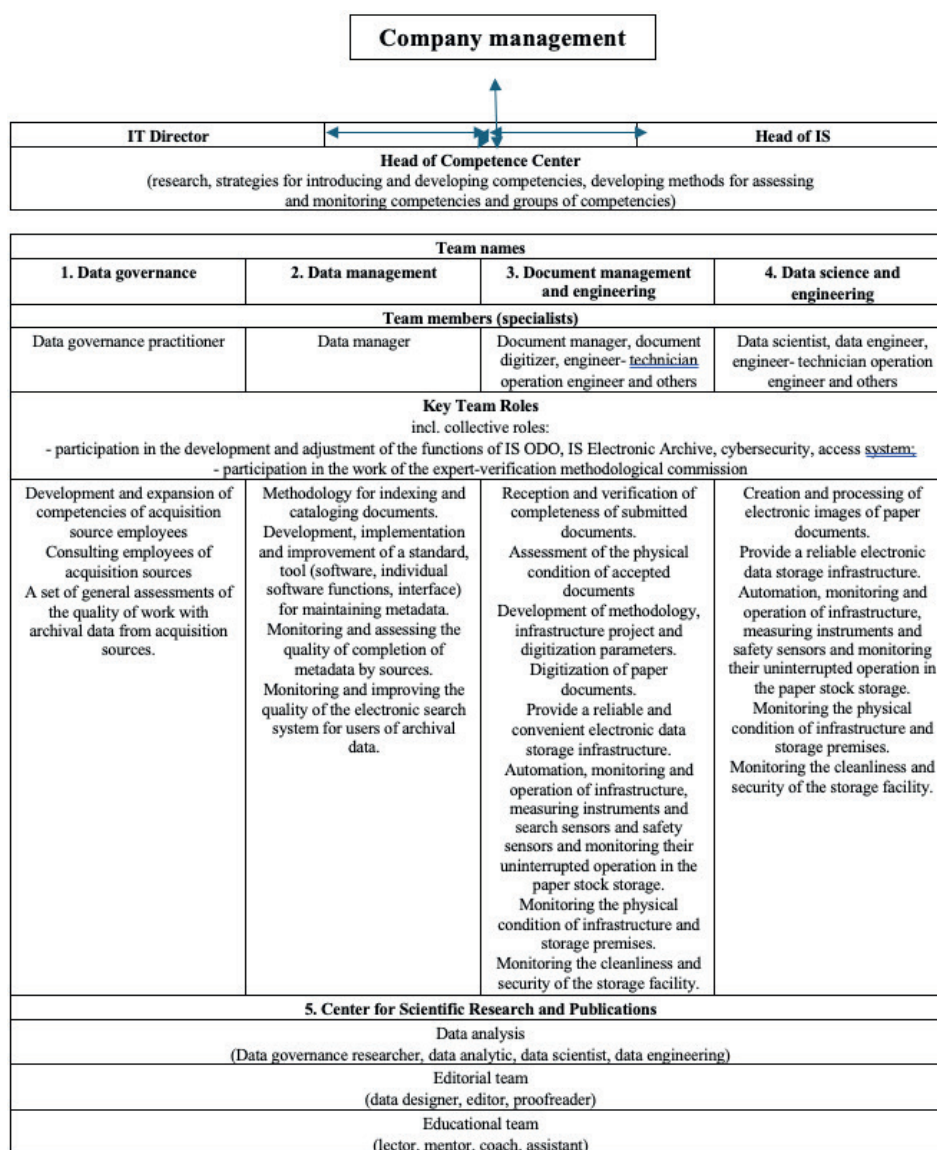 Company management
IT Director
Head of IS
Head of Competence Center
(research, strategies for introducing and developing competencies, developing methods for assessing
and monitoring competencies and groups of competencies)
Team names
1. Data governance
2. Data management
3. Document management
and engineering
4. Data science and
engineering
Team members (specialists)
Data governance practitioner
Data manager
Document manager, document
digitizer, engineer- technician
operation engineer and others
Data scientist, data engineer,
engineer- technician operation
engineer and others
Key Team Roles
incl. collective roles:
- participation in the development and adjustment of the functions of IS ODO, IS Electronic Archive, cybersecurity, access system;
- participation in the work of the expert-verification methodological commission
Development and expansion of
competencies of acquisition
source employees
Consulting employees of
acquisition sources
A set of general assessments of
the quality of work with
archival data from acquisition
sources.
Methodology for indexing and
cataloging documents.
Development, implementation
and improvement of a standard,
tool (software, individual
software functions, interface)
for maintaining metadata.
Monitoring and assessing the
quality of completion of
metadata by sources.
Monitoring and improving the
quality of the electronic search
system for users of archival
data.
Reception and verification of
completeness of submitted
documents.
Assessment of the physical
condition of accepted
documents
Development of methodology,
infrastructure project and
digitization parameters.
Digitization of paper
documents.
Provide a reliable and
convenient electronic data
storage infrastructure.
Automation, monitoring and
operation of infrastructure,
measuring instruments and
search sensors and safety
sensors and monitoring their
uninterrupted operation in the
paper stock storage.
Monitoring the physical
condition of infrastructure and
storage premises.
Monitoring the cleanliness and
security of the storage facility.
Creation and processing of
electronic images of paper
documents.
Provide a reliable electronic
data storage infrastructure.
Automation, monitoring and
operation of infrastructure,
measuring instruments and
safety sensors and monitoring
their uninterrupted operation in
the paper stock storage.
Monitoring the physical
condition of infrastructure and
storage premises.
Monitoring the cleanliness and
security of the storage facility.
5. Center for Scientific Research and Publications
Data analysis
(Data governance researcher, data analytic, data scientist, data engineering)
Editorial team
(data designer, editor, proofreader)
Educational team
(lector, mentor, coach, assistant)